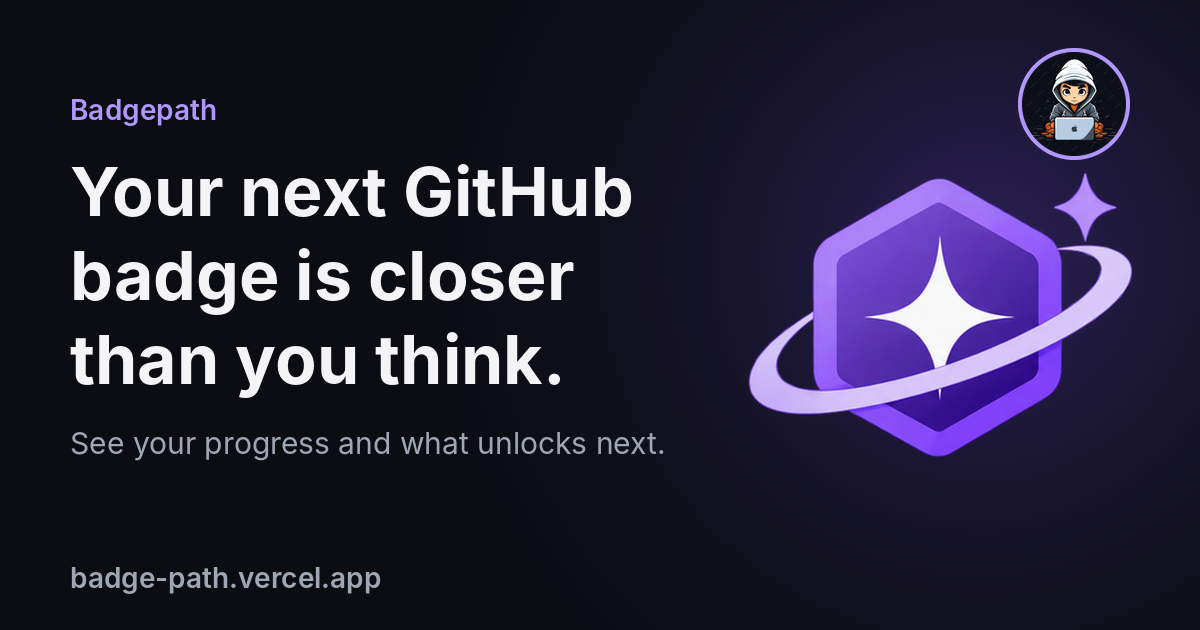 Badgepath
Your next GitHub
badge is closer
than you think.
See your progress and what unlocks next.
badge-path.vercel.app